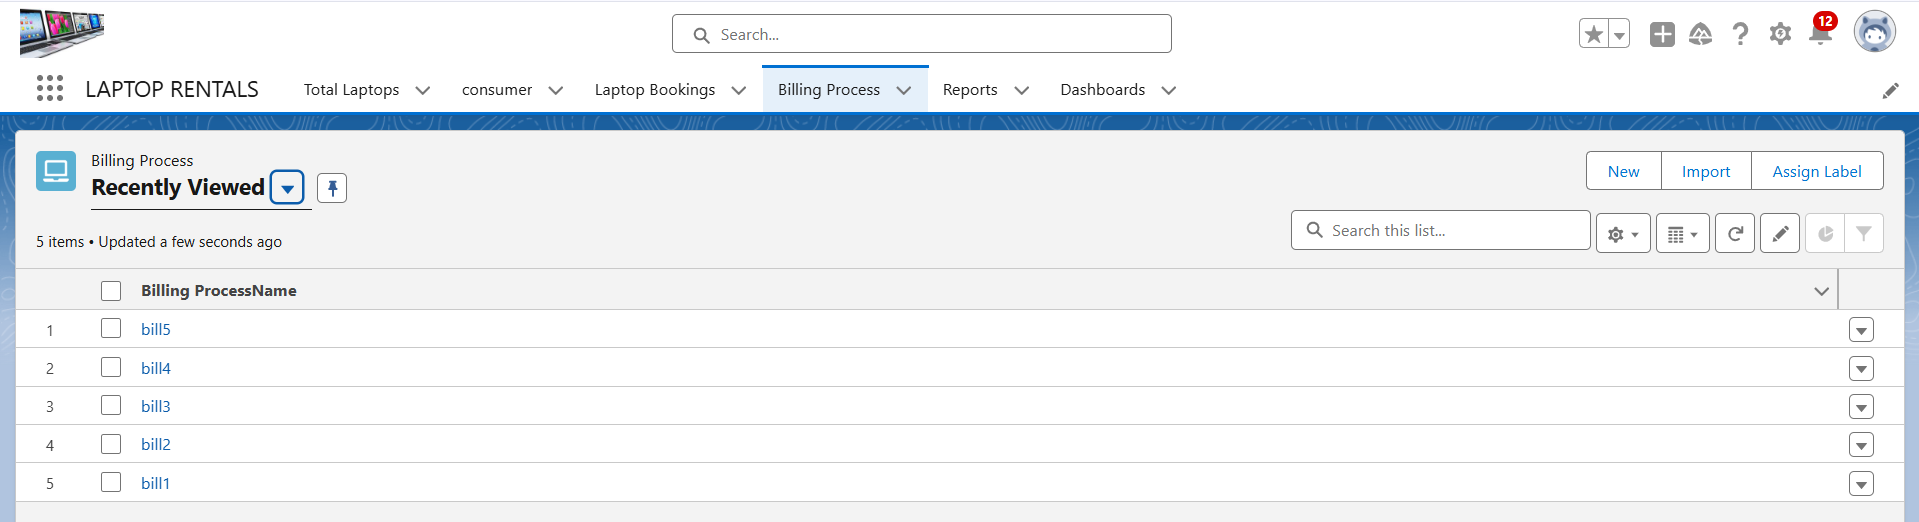 Search...
12
LAPTOP RENTALS
Total Laptops
consumer
Laptop Bookings
Billing Process
Reports
Dashboards
Billing Process
Recently Viewed
New
Import
Assign Label
5 items • Updated a few seconds ago
Search this list...
Billing ProcessName
1 bill5
2 bill4
3 bill3
4 bill2
5 bill1